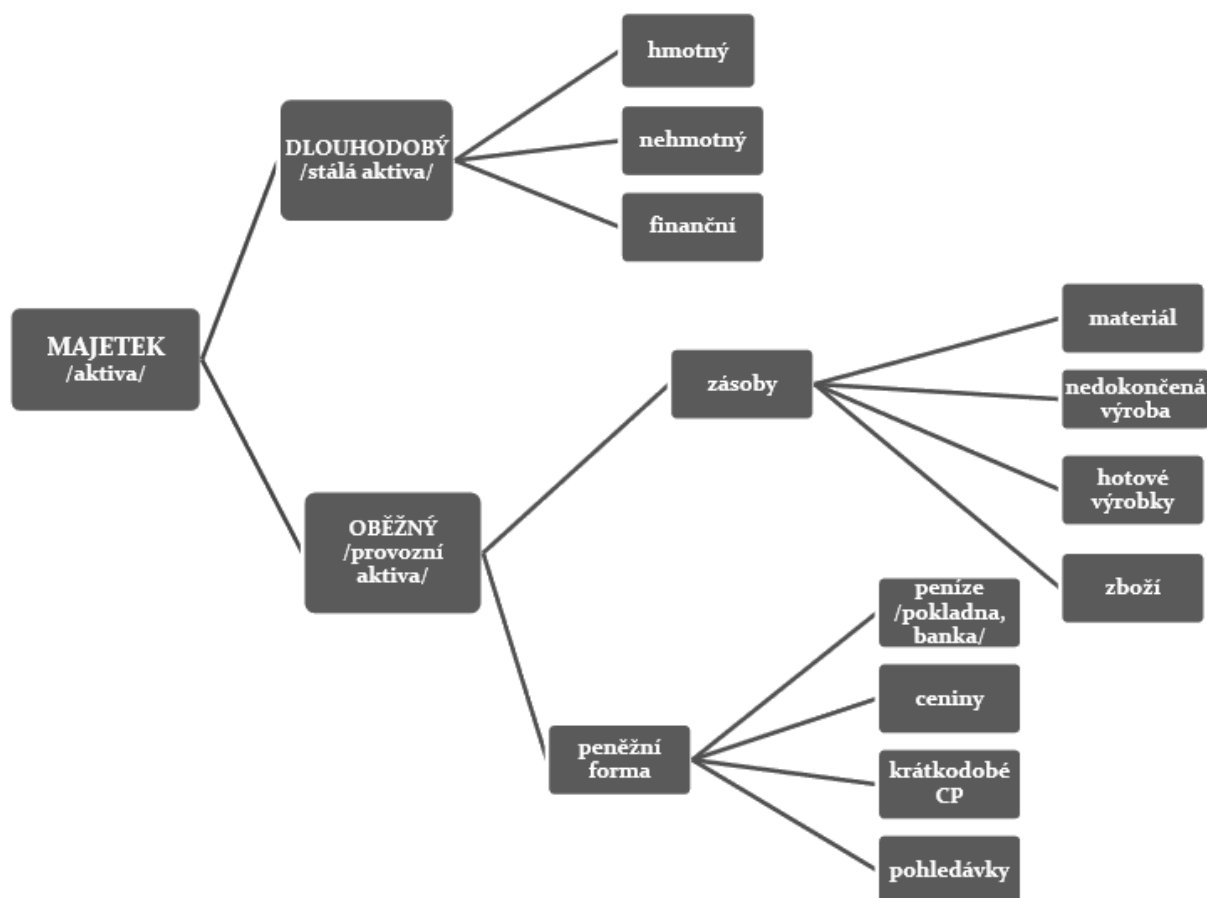 MAJETEK
/aktiva/
DLOUHODOBÝ
/stálá aktiva/
hmotný
nehmotný
finanční
OBĚŽNÝ
/provozní
aktiva/
zásoby
materiál
nedokončená
výroba
hotové
výrobky
zboží
peněžní
forma
peníze
/pokladna,
banka/
ceniny
krátkodobé
CP
pohledávky